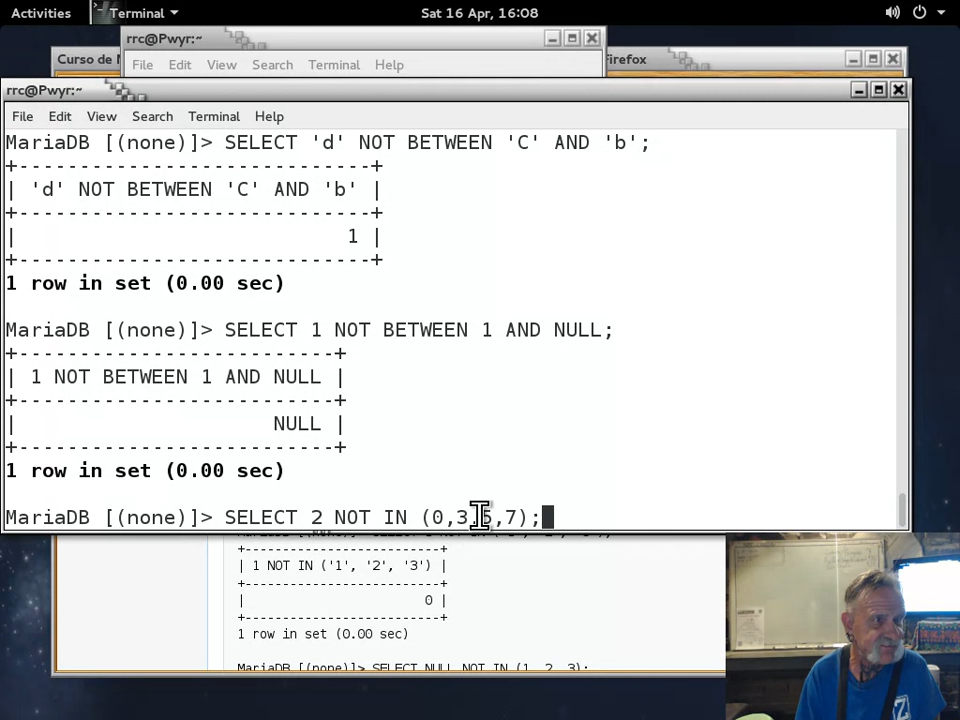 Activities Terminal Sat 16 Apr, 16:08
rrc@Pwyr:~
File Edit View Search Terminal Help
Curso de
Firefox
rrc@Pwyr:~
File Edit View Search Terminal Help
MariaDB [(none)]> SELECT 'd' NOT BETWEEN 'C' AND 'b';
+-----------------------------+
| 'd' NOT BETWEEN 'C' AND 'b' |
+-----------------------------+
| 1 |
+-----------------------------+
1 row in set (0.00 sec)
MariaDB [(none)]> SELECT 1 NOT BETWEEN 1 AND NULL;
+--------------------------+
| 1 NOT BETWEEN 1 AND NULL |
+--------------------------+
| NULL |
+--------------------------+
1 row in set (0.00 sec)
MariaDB [(none)]> SELECT 2 NOT IN (0,3,5,7);
+------------------------+
| 1 NOT IN ('1', '2', '3') |
+------------------------+
| 0 |
+------------------------+
1 row in set (0.00 sec)
MariaDB [(none)]> SELECT NULL NOT IN (1, 2, 3);